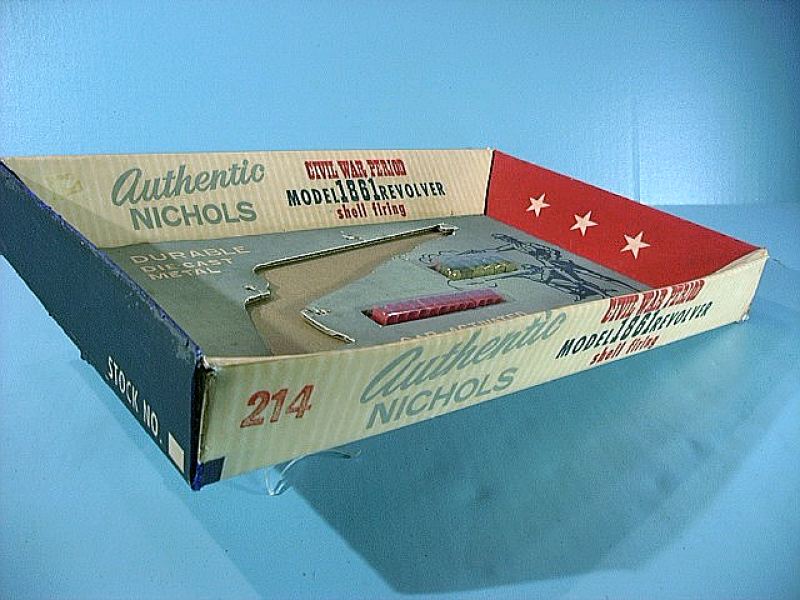 Authentic
NICHOLS
CIVIL WAR PERIOD
MODEL 1861 REVOLVER
shell firing
DURABLE
DIE-CAST
METAL
STOCK NO.
214
Authentic
NICHOLS
CIVIL WAR PERIOD
MODEL 1861 REVOLVER
shell firing